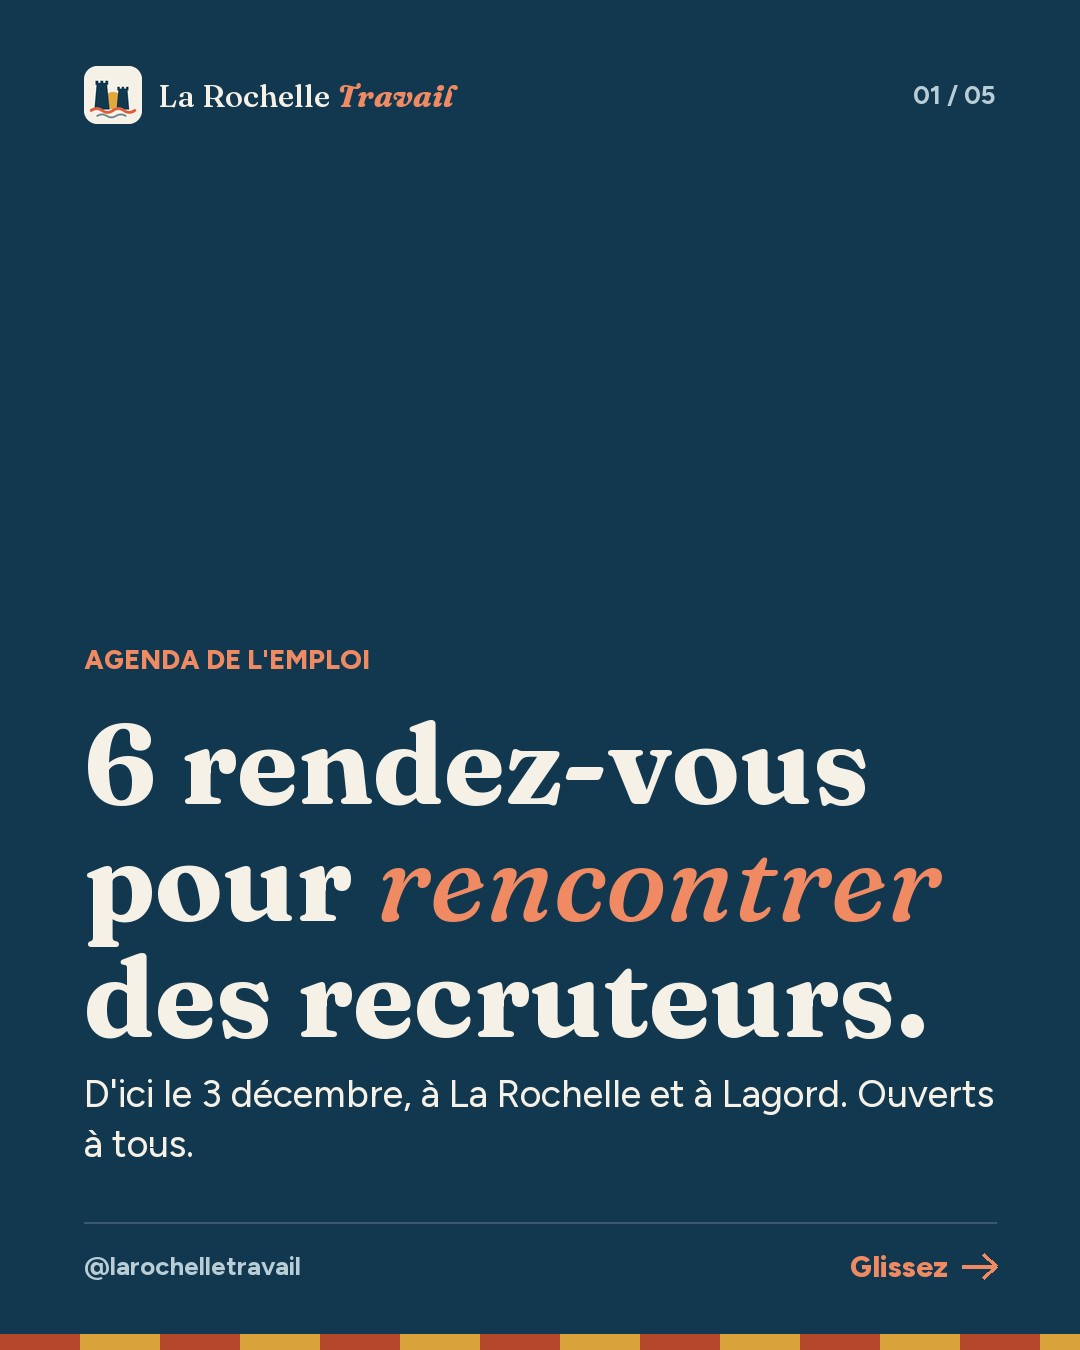 La Rochelle Travail
01 / 05
AGENDA DE L'EMPLOI
6 rendez-vous
pour rencontrer
des recruteurs.
D'ici le 3 décembre, à La Rochelle et à Lagord. Ouverts
à tous.
@larochelletravail
Glissez